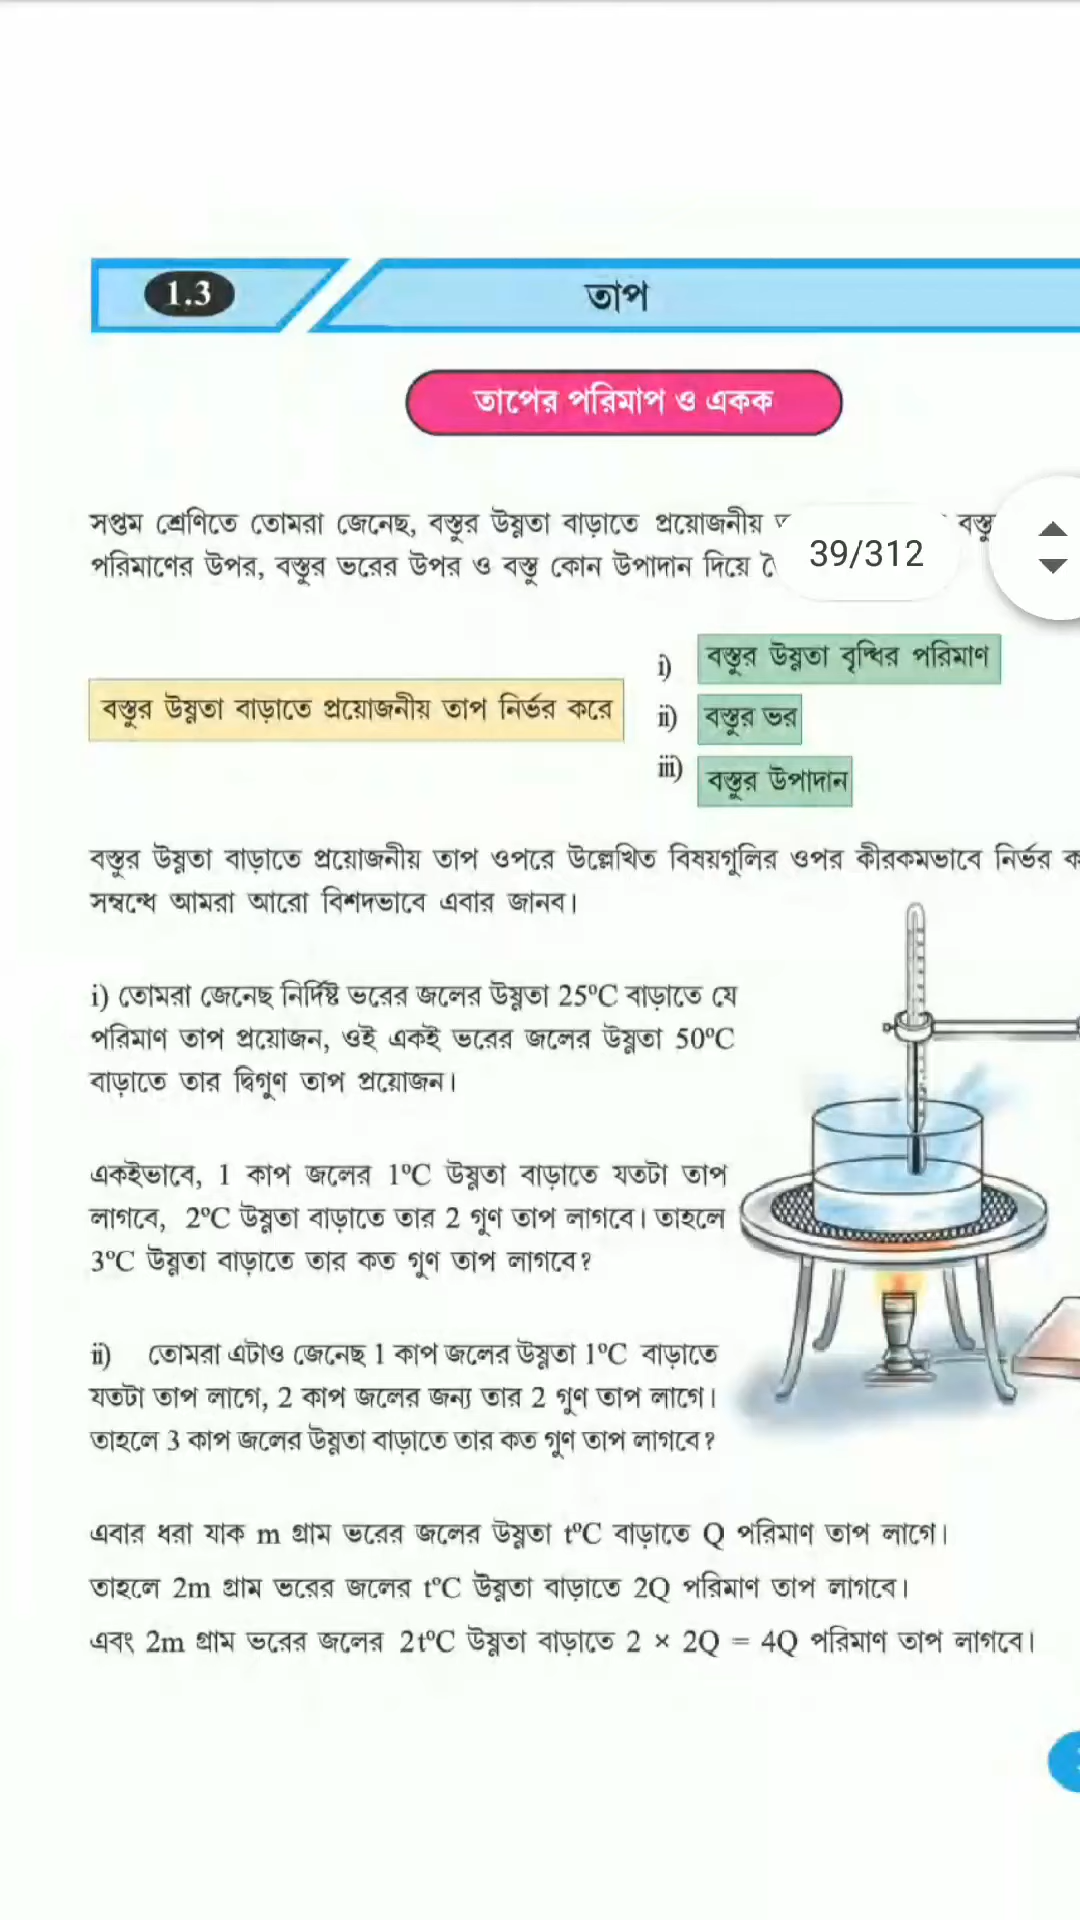 1.3
তাপ
তাপের পরিমাপ ও একক
সপ্তম শ্রেণিতে তোমরা জেনেছ, বস্তুর উষ্ণতা বাড়াতে প্রয়োজনীয় বস্তু
পরিমাণের উপর, বস্তুর ভরের উপর ও বস্তু কোন উপাদান দিয়ে
39/312
বস্তুর উষ্ণতা বাড়াতে প্রয়োজনীয় তাপ নির্ভর করে
i) বস্তুর উষ্ণতা বৃদ্ধির পরিমাণ
ii) বস্তুর ভর
iii) বস্তুর উপাদান
বস্তুর উষ্ণতা বাড়াতে প্রয়োজনীয় তাপ ওপরে উল্লেখিত বিষয়গুলির ওপর কীরকমভাবে নির্ভর
সম্বন্ধে আমরা আরো বিশদভাবে এবার জানব।
i) তোমরা জেনেছ নির্দিষ্ট ভরের জলের উষ্ণতা 25°C বাড়াতে যে
পরিমাণ তাপ প্রয়োজন, ওই একই ভরের জলের উষ্ণতা 50°C
বাড়াতে তার দ্বিগুণ তাপ প্রয়োজন।
একইভাবে, 1 কাপ জলের 1°C উষ্ণতা বাড়াতে যতটা তাপ
লাগবে, 2°C উষ্ণতা বাড়াতে তার 2 গুণ তাপ লাগবে। তাহলে
3°C উষ্ণতা বাড়াতে তার কত গুণ তাপ লাগবে?
ii) তোমরা এটাও জেনেছ 1 কাপ জলের উষ্ণতা 1°C বাড়াতে
যতটা তাপ লাগে, 2 কাপ জলের জন্য তার 2 গুণ তাপ লাগে।
তাহলে 3 কাপ জলের উষ্ণতা বাড়াতে তার কত গুণ তাপ লাগবে?
এবার ধরা যাক m গ্রাম ভরের জলের উষ্ণতা t°C বাড়াতে Q পরিমাণ তাপ লাগে।
তাহলে 2m গ্রাম ভরের জলের t°C উষ্ণতা বাড়াতে 2Q পরিমাণ তাপ লাগবে।
এবং 2m গ্রাম ভরের জলের 2t°C উষ্ণতা বাড়াতে 2 × 2Q = 4Q পরিমাণ তাপ লাগবে।